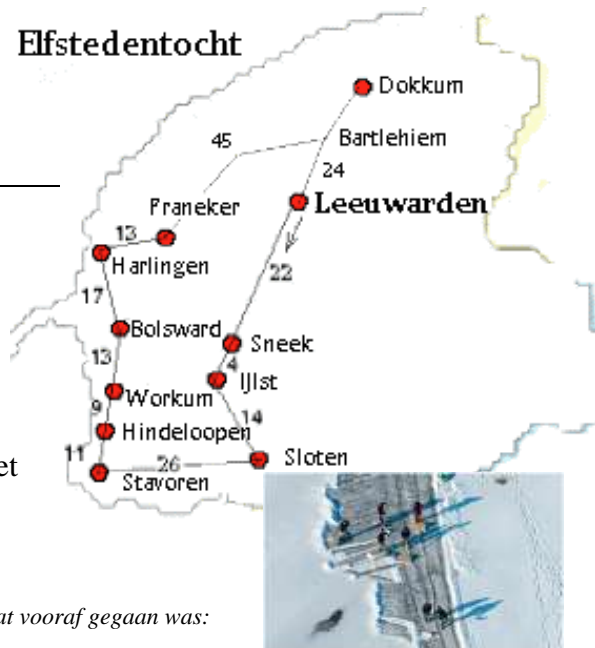 Elfstedentocht
Dokkum
45
Bartlehiem
24
Franeker
Leeuwarden
13
Harlingen
22
17
Bolsward
Sneek
13
4
IJlst
Workum
9
14
Hindeloopen
11
et
26
Sloten
Stavoren
at vooraf gegaan was: